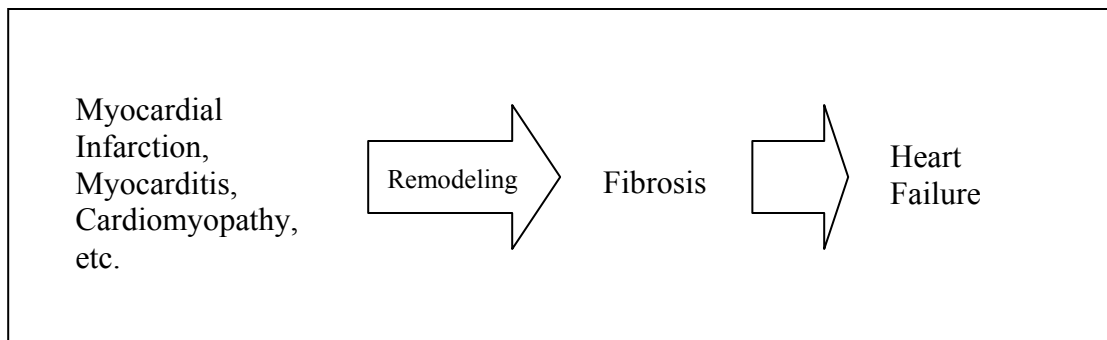 Myocardial
Infarction,
Myocarditis,
Cardiomyopathy,
etc.
Remodeling
Fibrosis
Heart
Failure